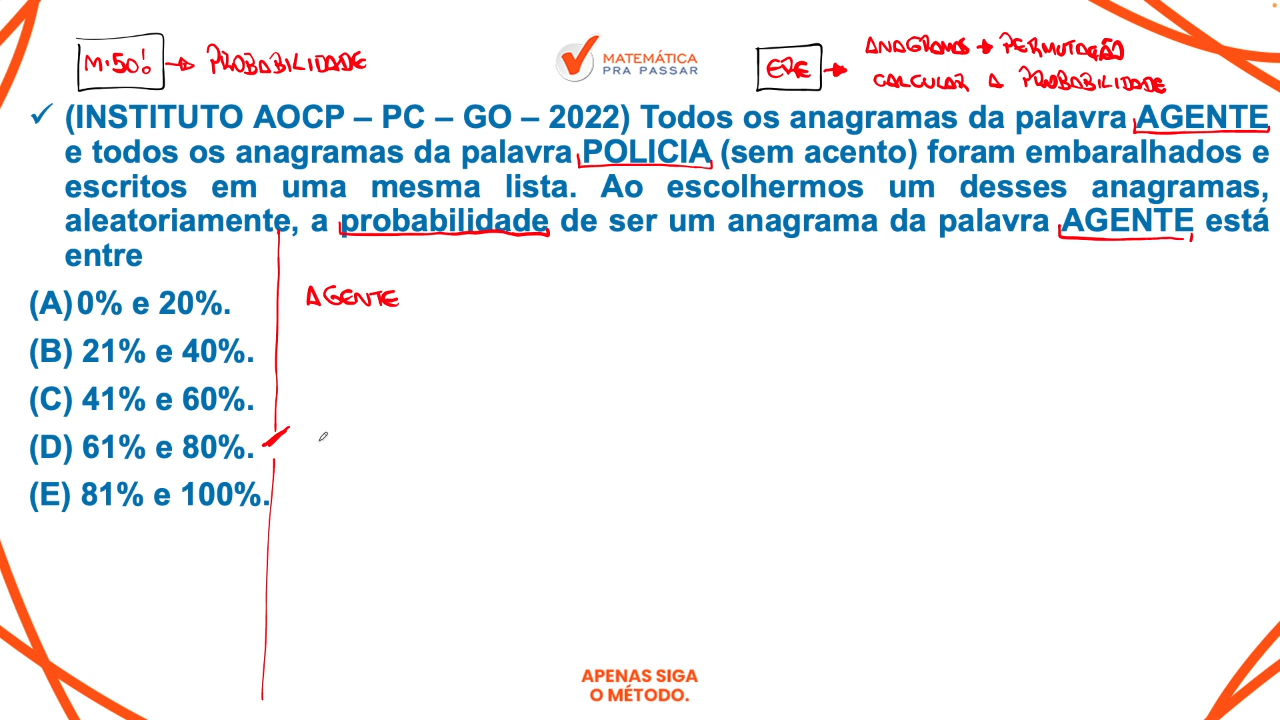 M.50! → PROBABILIDADE
MATEMÁTICA
PRA PASSAR
ANAGRAMAS → PERMUTAÇÃO
CALCULAR A PROBABILIDADE
✓ (INSTITUTO AOCP – PC – GO – 2022) Todos os anagramas da palavra AGENTE
e todos os anagramas da palavra POLICIA (sem acento) foram embaralhados e
escritos em uma mesma lista. Ao escolhermos um desses anagramas,
aleatoriamente, a probabilidade de ser um anagrama da palavra AGENTE está
entre
(A) 0% e 20%.
AGENTE
(B) 21% e 40%.
(C) 41% e 60%.
(D) 61% e 80%.
(E) 81% e 100%.
APENAS SIGA
O MÉTODO.